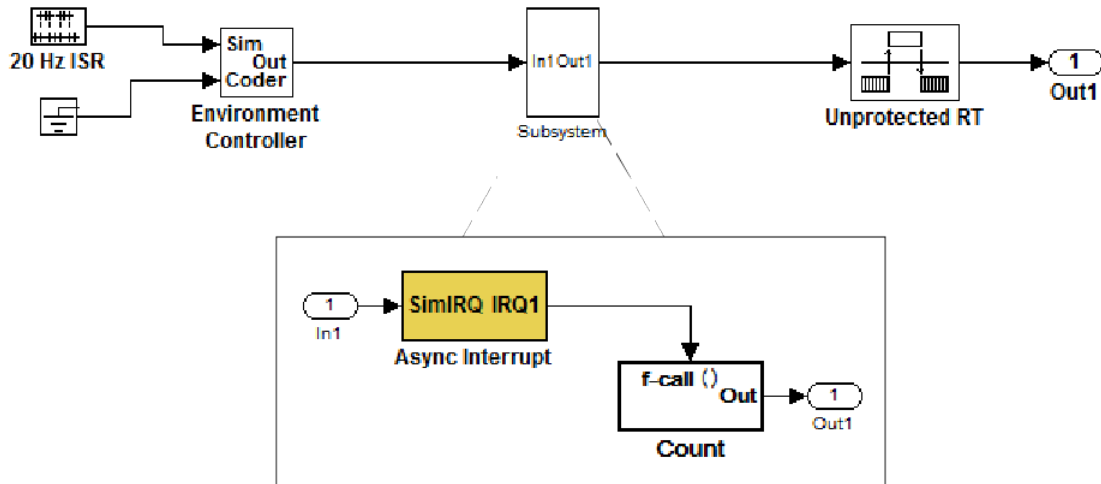 20 Hz ISR
Sim
Out
Coder
Environment
Controller
In1 Out1
Subsystem
Unprotected RT
1
Out1
1
In1
SimIRQ IRQ1
Async Interrupt
f-call ()
Out
Count
1
Out1